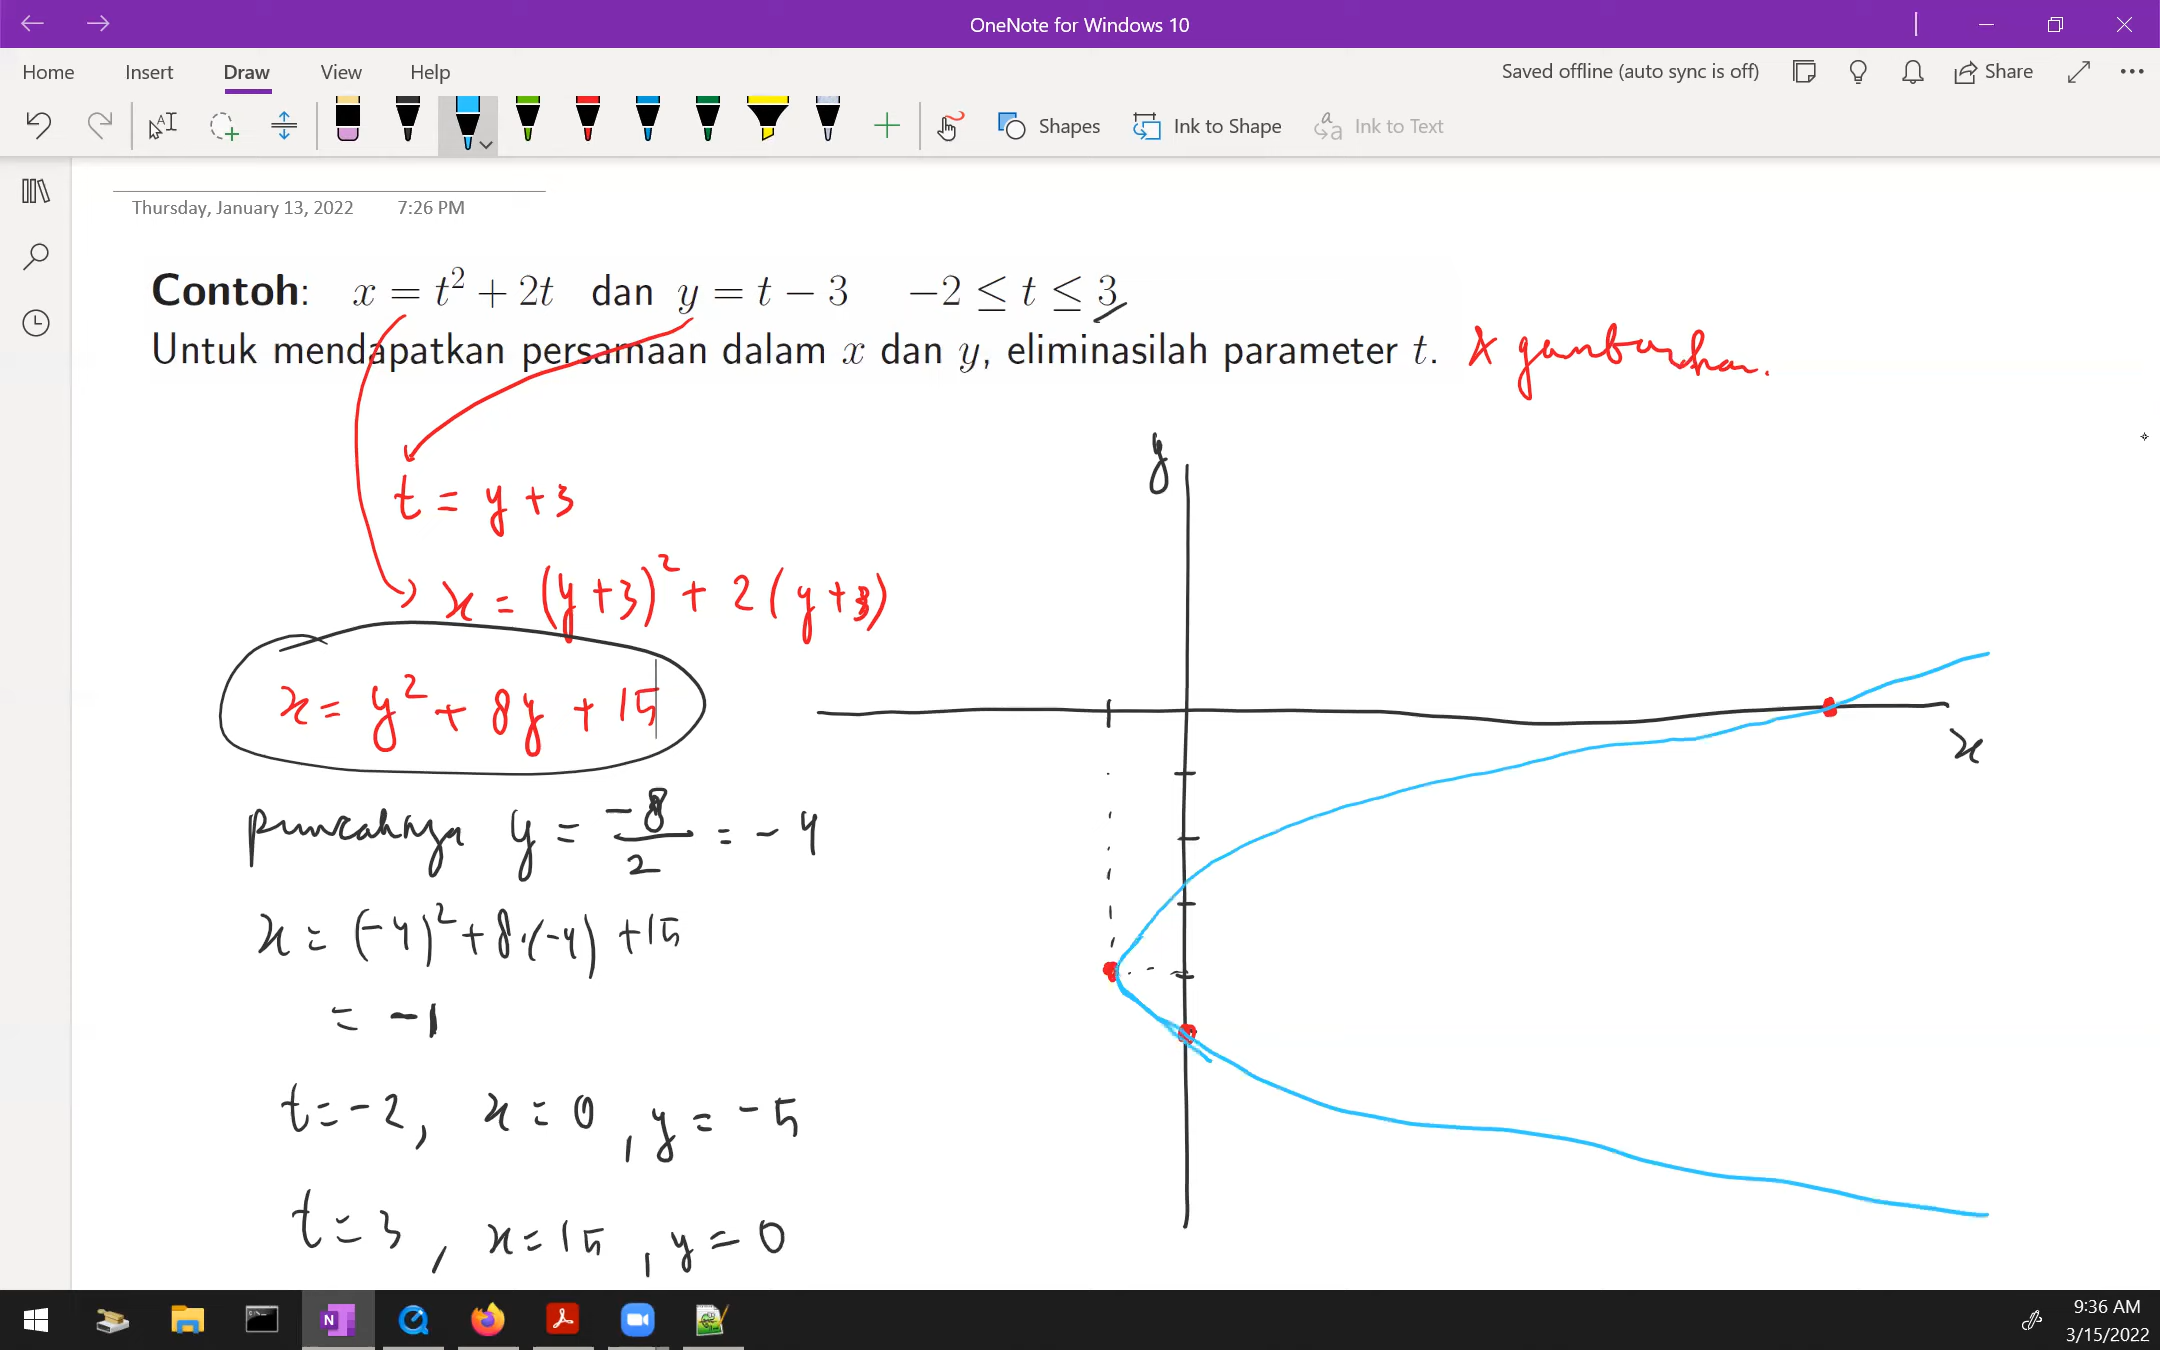 OneNote for Windows 10
Home Insert Draw View Help
Saved offline (auto sync is off) Share
Shapes Ink to Shape Ink to Text
Thursday, January 13, 2022 7:26 PM
Contoh: x = t² + 2t dan y = t − 3 −2 ≤ t ≤ 3
Untuk mendapatkan persamaan dalam x dan y, eliminasilah parameter t. & gambarkan.
t = y + 3
x = (y + 3)² + 2 (y + 3)
x = y² + 8y + 15
puncaknya y = -8/2 = -4
x = (-4)² + 8·(-4) + 15
= -1
t = -2, x = 0, y = -5
t = 3, x = 15, y = 0
y
x
9:36 AM
3/15/2022